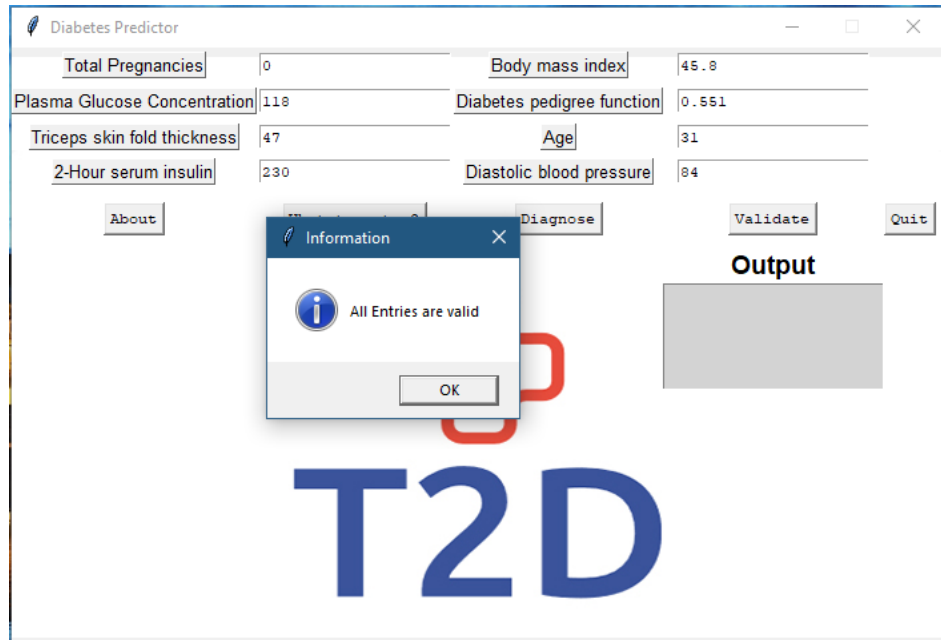 Diabetes Predictor
Total Pregnancies 0 Body mass index 45.8
Plasma Glucose Concentration 118 Diabetes pedigree function 0.551
Triceps skin fold thickness 47 Age 31
2-Hour serum insulin 230 Diastolic blood pressure 84
About Diagnose Validate Quit
Information
Output
All Entries are valid
OK
T2D